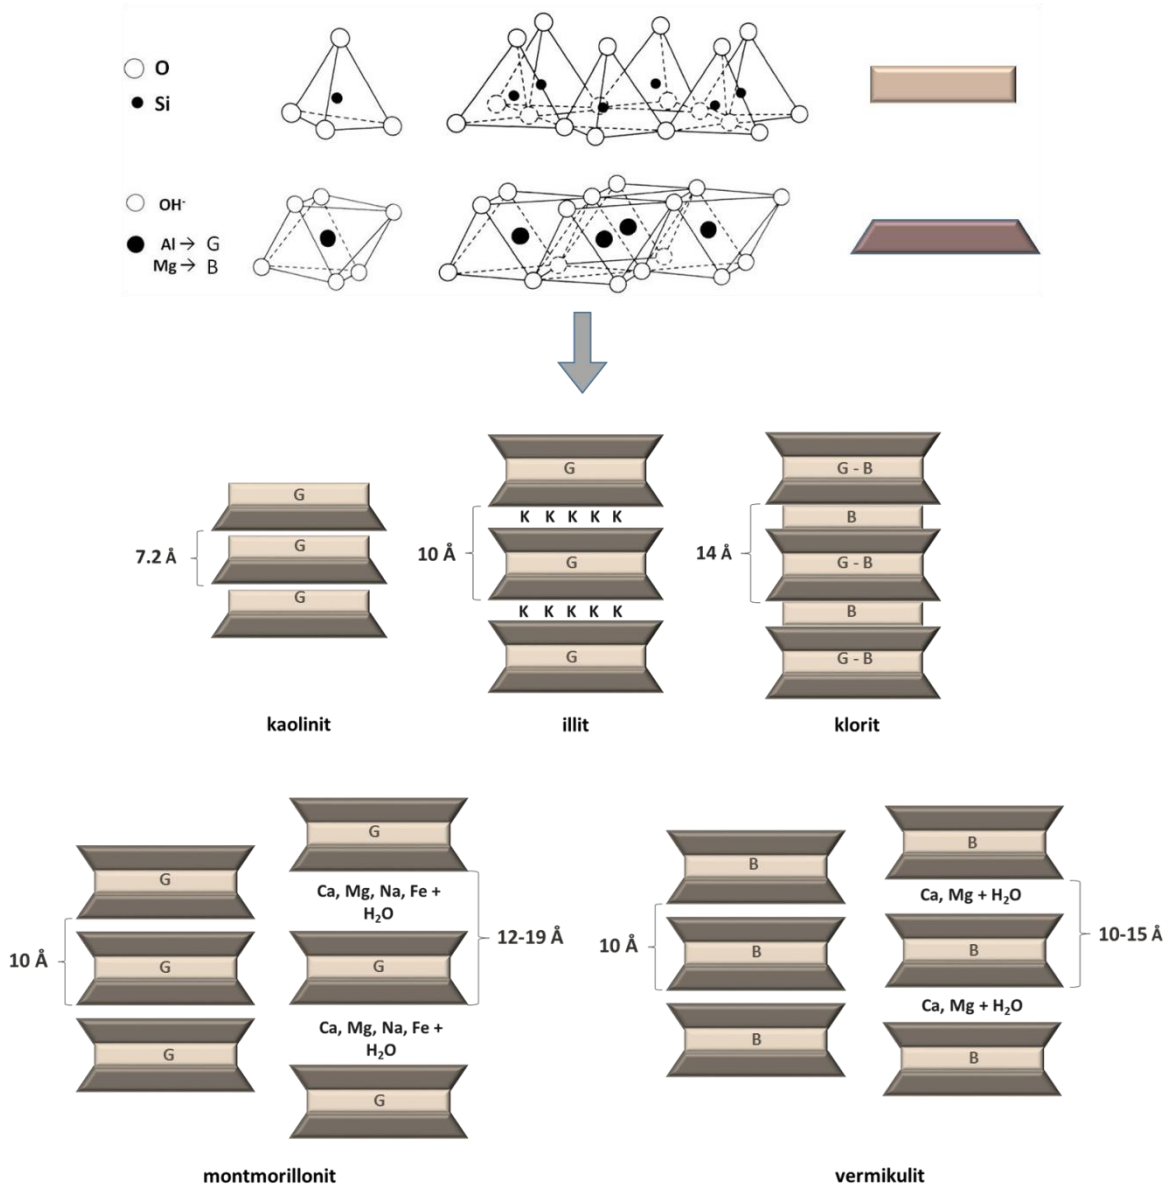 O
Si
OH-
Al → G
Mg → B
G
G
G
7.2 Å
kaolinit
G
K K K K K
G
K K K K K
G
10 Å
illit
G - B
B
G - B
B
G - B
14 Å
klorit
G
G
G
10 Å
G
Ca, Mg, Na, Fe +
H₂O
G
Ca, Mg, Na, Fe +
H₂O
G
12-19 Å
montmorillonit
B
B
B
10 Å
B
Ca, Mg + H₂O
B
Ca, Mg + H₂O
B
10-15 Å
vermikulit